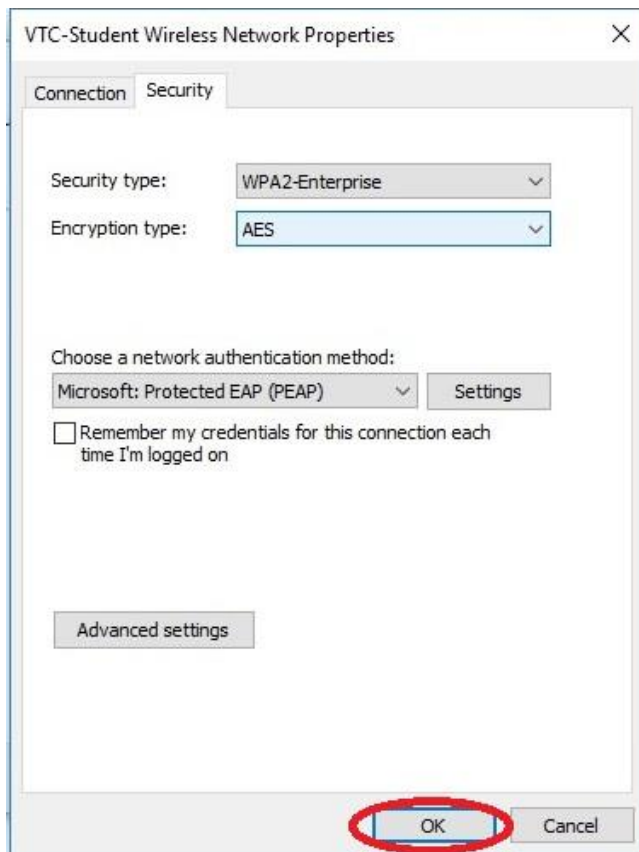 VTC-Student Wireless Network Properties
Connection
Security
Security type:
WPA2-Enterprise
Encryption type:
AES
Choose a network authentication method:
Microsoft: Protected EAP (PEAP)
Settings
Remember my credentials for this connection each
time I'm logged on
Advanced settings
OK
Cancel